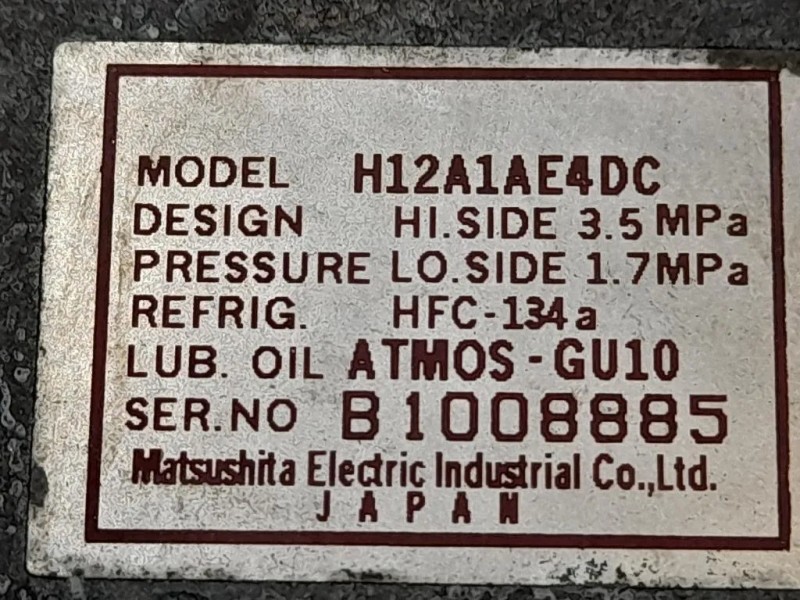 MODEL H12A1AE4DC
DESIGN HI.SIDE 3.5 MPa
PRESSURE LO.SIDE 1.7MPa
REFRIG. HFC-134a
LUB. OIL ATMOS-GU10
SER.NO B1008885
Matsushita Electric Industrial Co.,Ltd.
JAPAN